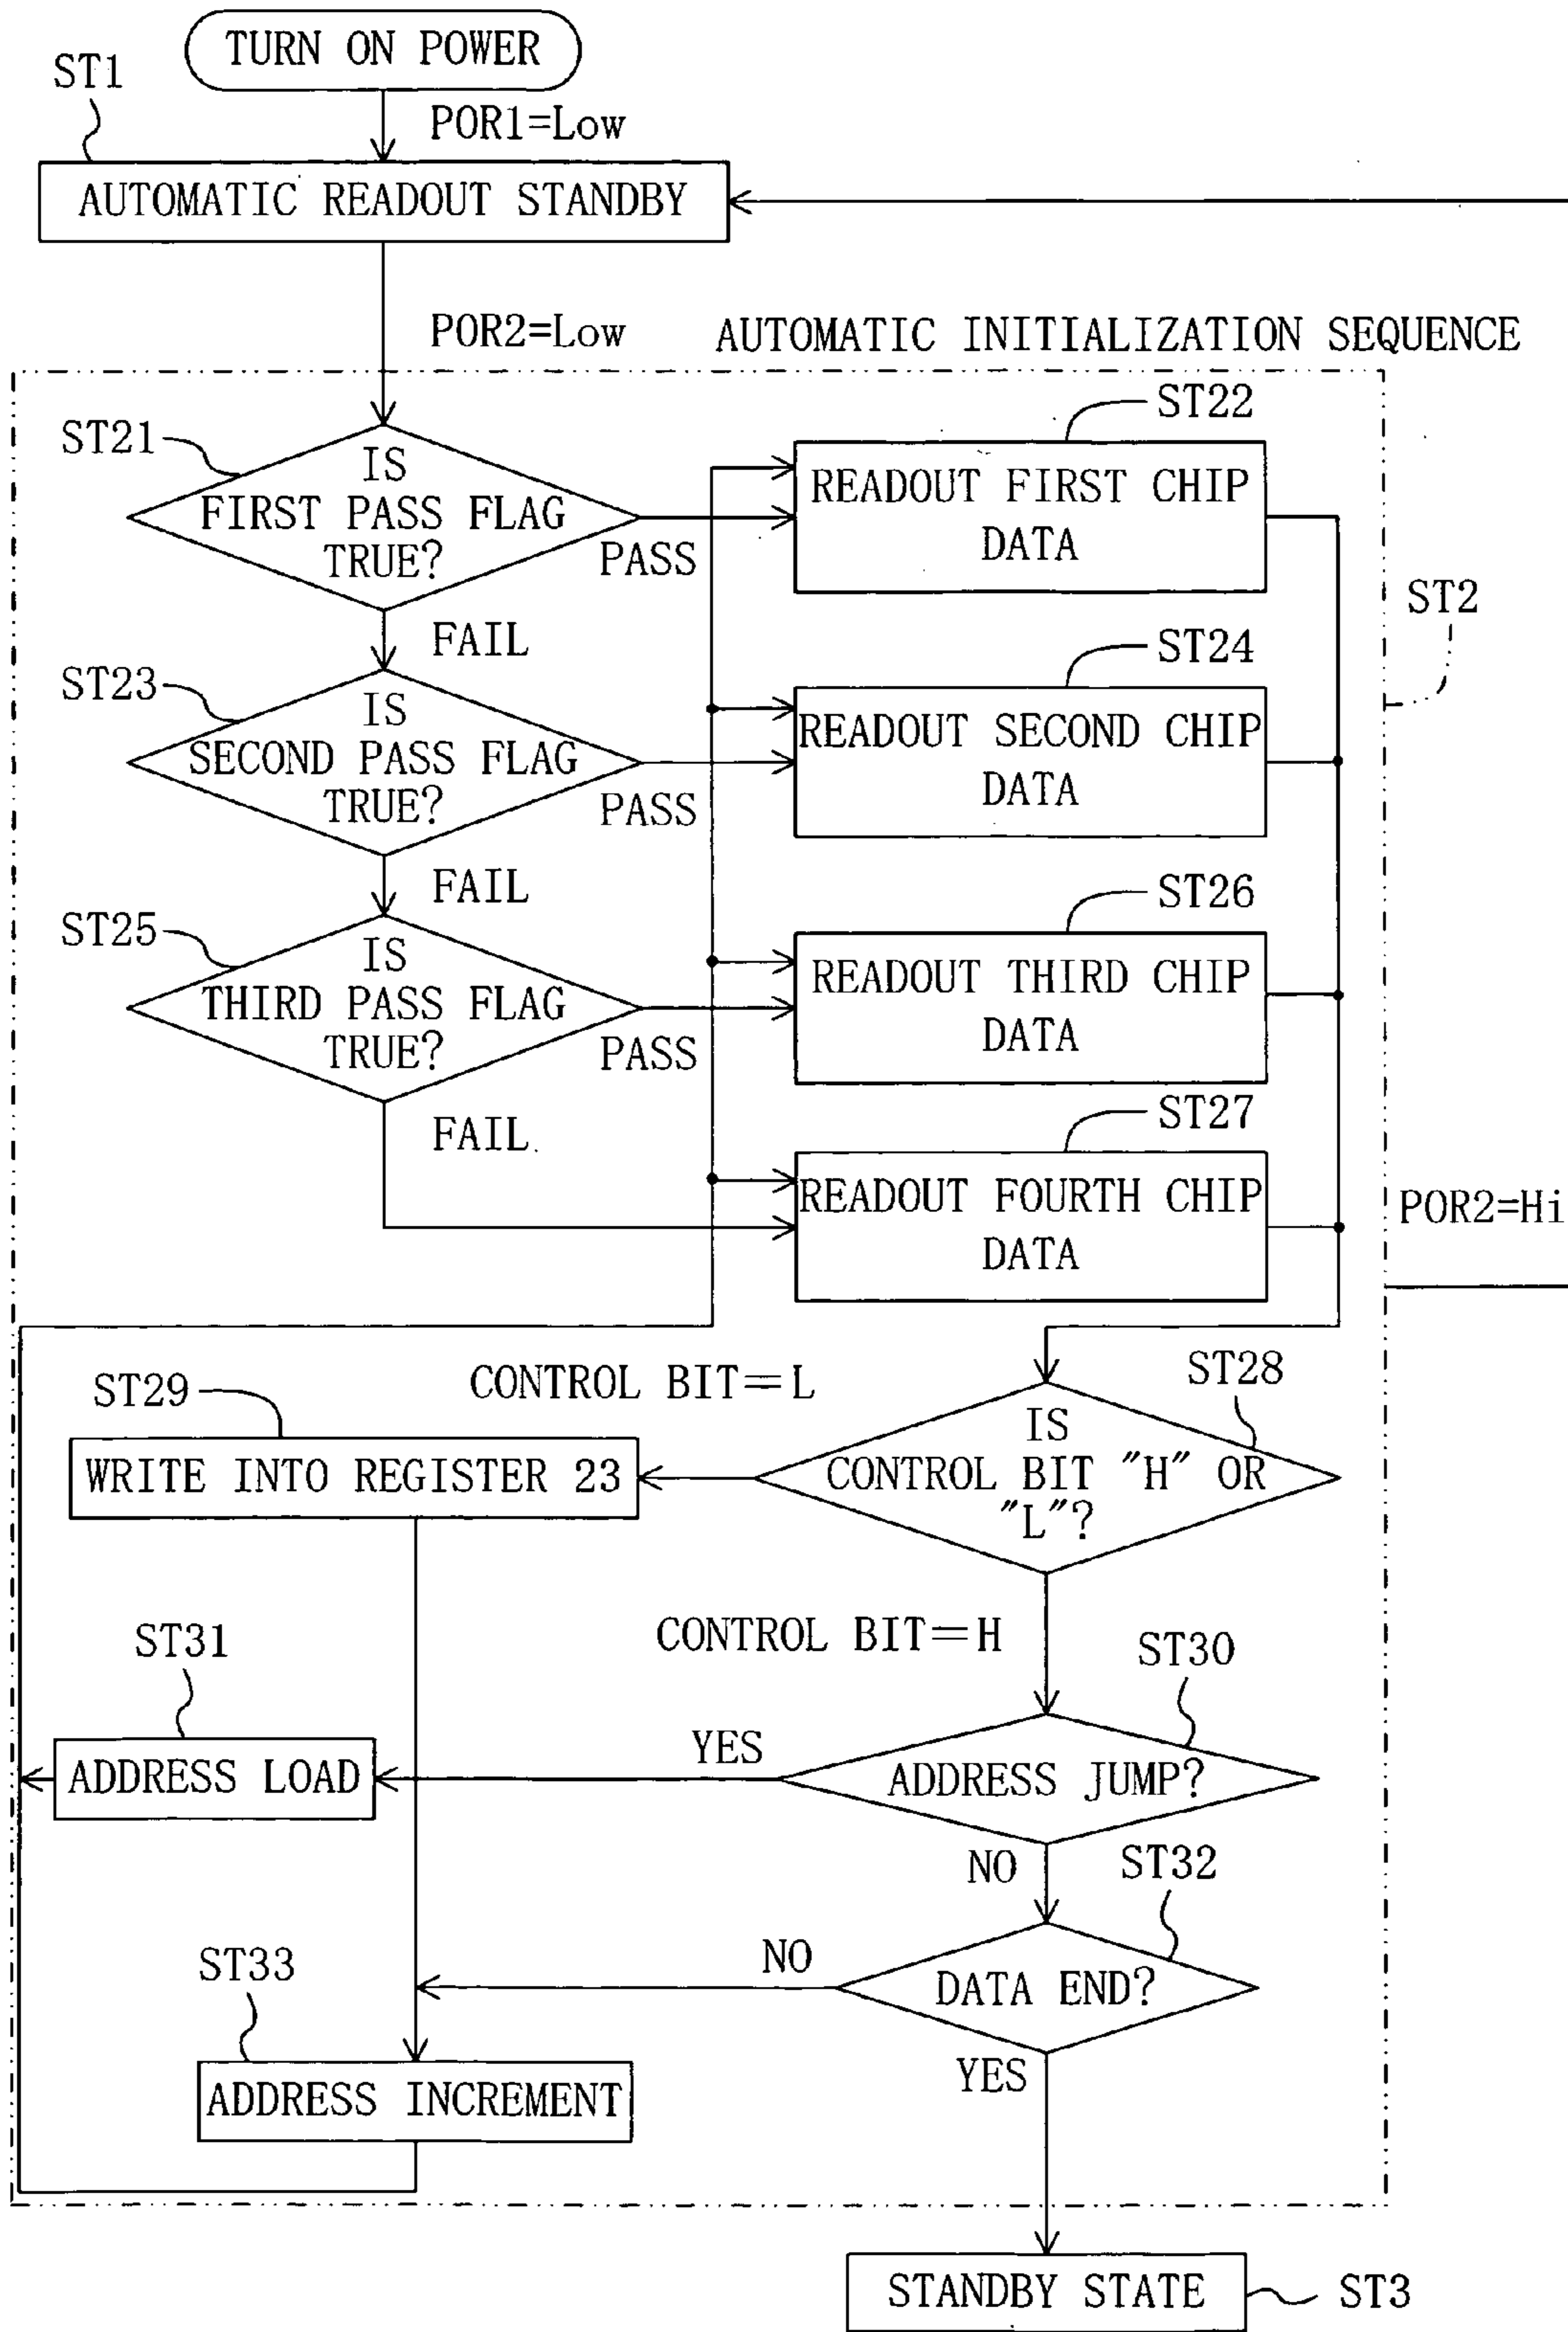 TURN ON POWER
ST1
POR1=Low
AUTOMATIC READOUT STANDBY
POR2=Low
AUTOMATIC INITIALIZATION SEQUENCE
ST21
IS
FIRST PASS FLAG
TRUE?
PASS
FAIL
ST22
READOUT FIRST CHIP
DATA
ST2
ST23
IS
SECOND PASS FLAG
TRUE?
PASS
FAIL
ST24
READOUT SECOND CHIP
DATA
ST25
IS
THIRD PASS FLAG
TRUE?
PASS
FAIL
ST26
READOUT THIRD CHIP
DATA
ST27
READOUT FOURTH CHIP
DATA
POR2=Hi
CONTROL BIT=L
ST28
IS
CONTROL BIT "H" OR
"L"?
ST29
WRITE INTO REGISTER 23
CONTROL BIT=H
ST30
ADDRESS JUMP?
YES
NO
ST31
ADDRESS LOAD
ST32
DATA END?
NO
YES
ST33
ADDRESS INCREMENT
STANDBY STATE
ST3